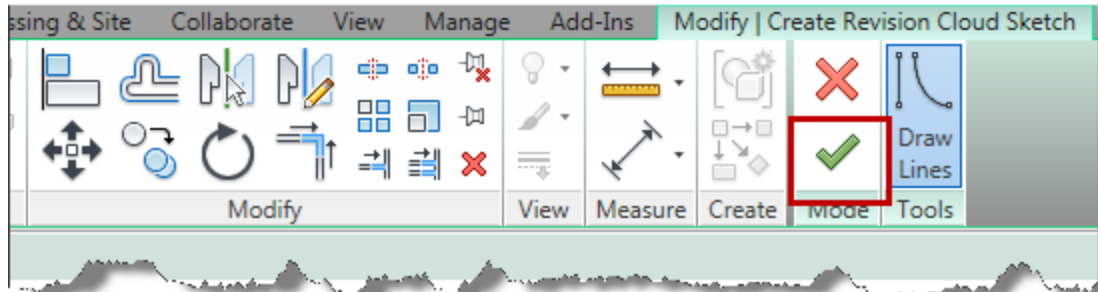 ssing & Site Collaborate View Manage Add-Ins Modify | Create Revision Cloud Sketch
Draw
Lines
Modify View Measure Create Mode Tools